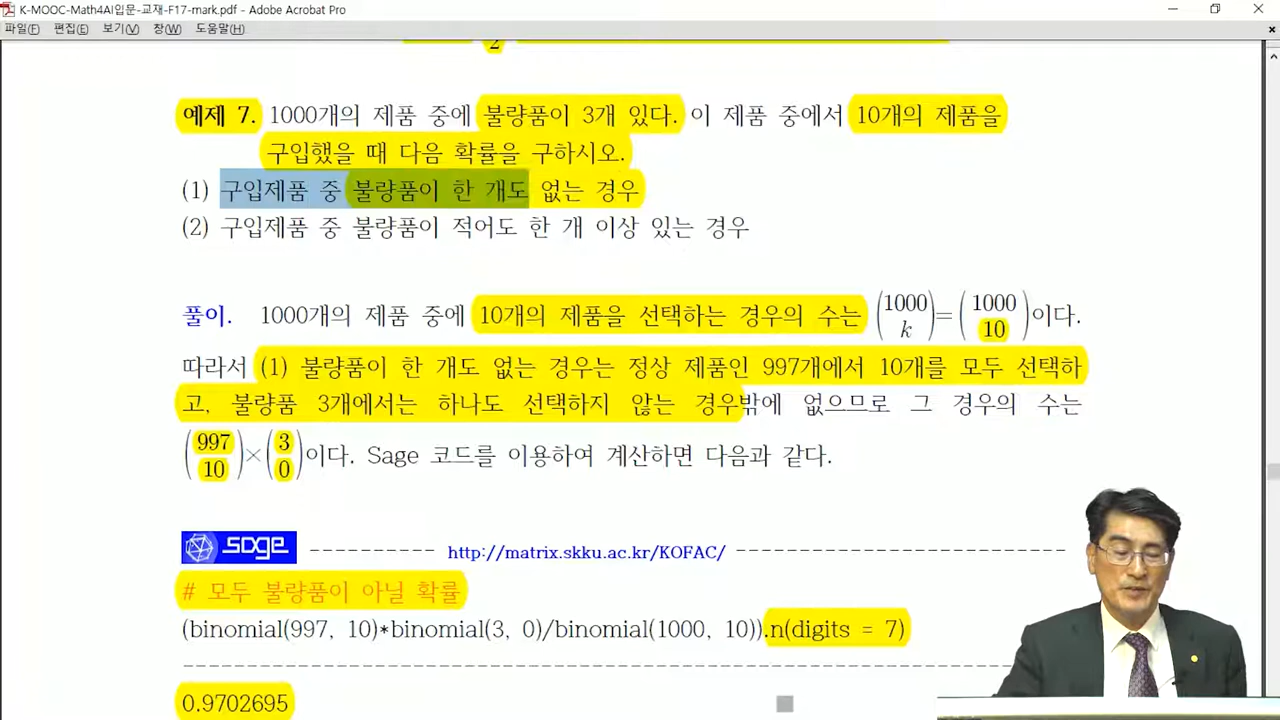 K-MOOC-Math4AI입문-교재-F17-mark.pdf - Adobe Acrobat Pro
파일(F) 편집(E) 보기(V) 창(W) 도움말(H)
2
예제 7. 1000개의 제품 중에 불량품이 3개 있다. 이 제품 중에서 10개의 제품을
구입했을 때 다음 확률을 구하시오.
(1) 구입제품 중 불량품이 한 개도 없는 경우
(2) 구입제품 중 불량품이 적어도 한 개 이상 있는 경우
풀이. 1000개의 제품 중에 10개의 제품을 선택하는 경우의 수는 (1000 k)=(1000 10)이다.
따라서 (1) 불량품이 한 개도 없는 경우는 정상 제품인 997개에서 10개를 모두 선택하
고, 불량품 3개에서는 하나도 선택하지 않는 경우밖에 없으므로 그 경우의 수는
(997 10)×(3 0)이다. Sage 코드를 이용하여 계산하면 다음과 같다.
sage ---------- http://matrix.skku.ac.kr/KOFAC/ --------------------------
# 모두 불량품이 아닐 확률
(binomial(997, 10)*binomial(3, 0)/binomial(1000, 10)).n(digits = 7)
0.9702695